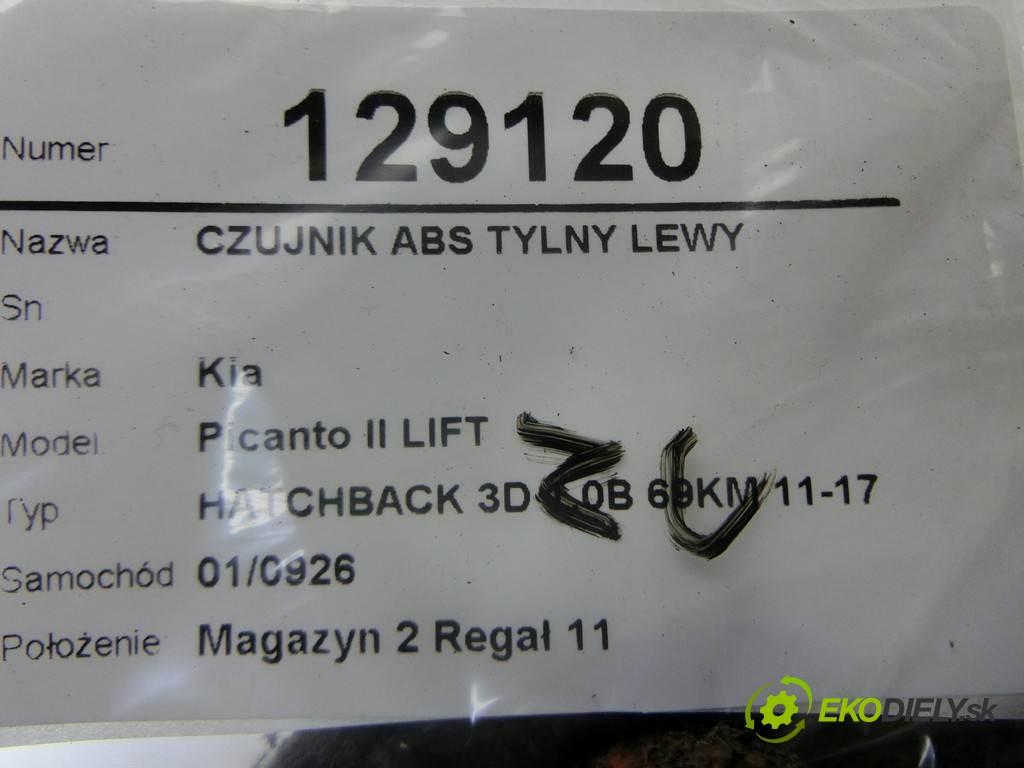 Numer 129120
Nazwa CZUJNIK ABS TYLNY LEWY
Sn
Marka Kia
Model Picanto II LIFT
Typ HATCHBACK 3D 1.0B 69KM 11-17
Samochód 01/0926
Położenie Magazyn 2 Regał 11
EKODIELY.sk